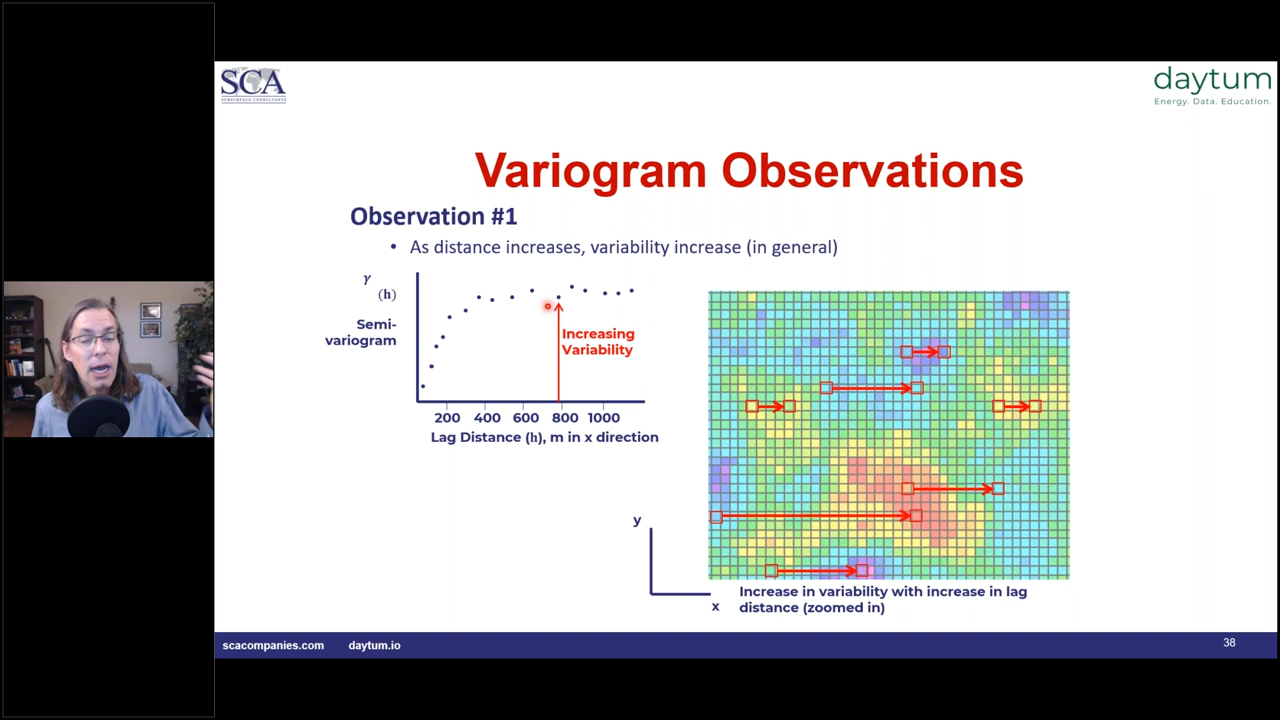 SCA
SUBSURFACE CONSULTANTS
daytum
Energy. Data. Education.
Variogram Observations
Observation #1
• As distance increases, variability increase (in general)
γ
(h)
Semi-
variogram
Increasing
Variability
200 400 600 800 1000
Lag Distance (h), m in x direction
y
x
Increase in variability with increase in lag
distance (zoomed in)
scacompanies.com daytum.io
38